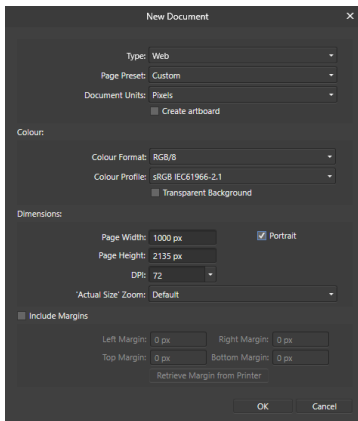 New Document
Type: Web
Page Preset: Custom
Document Units: Pixels
Create artboard
Colour:
Colour Format: RGB/8
Colour Profile: sRGB IEC61966-2.1
Transparent Background
Dimensions:
Page Width: 1000 px Portrait
Page Height: 2135 px
DPI: 72
'Actual Size' Zoom: Default
Include Margins
Left Margin: 0 px Right Margin: 0 px
Top Margin: 0 px Bottom Margin: 0 px
Retrieve Margin from Printer
OK Cancel